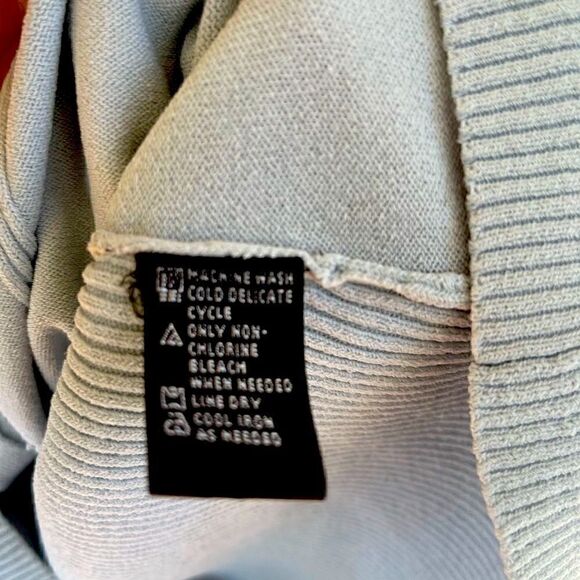 MACHINE WASH
COLD DELICATE
CYCLE
ONLY NON-
CHLORINE
BLEACH
WHEN NEEDED
LINE DRY
COOL IRON
AS NEEDED